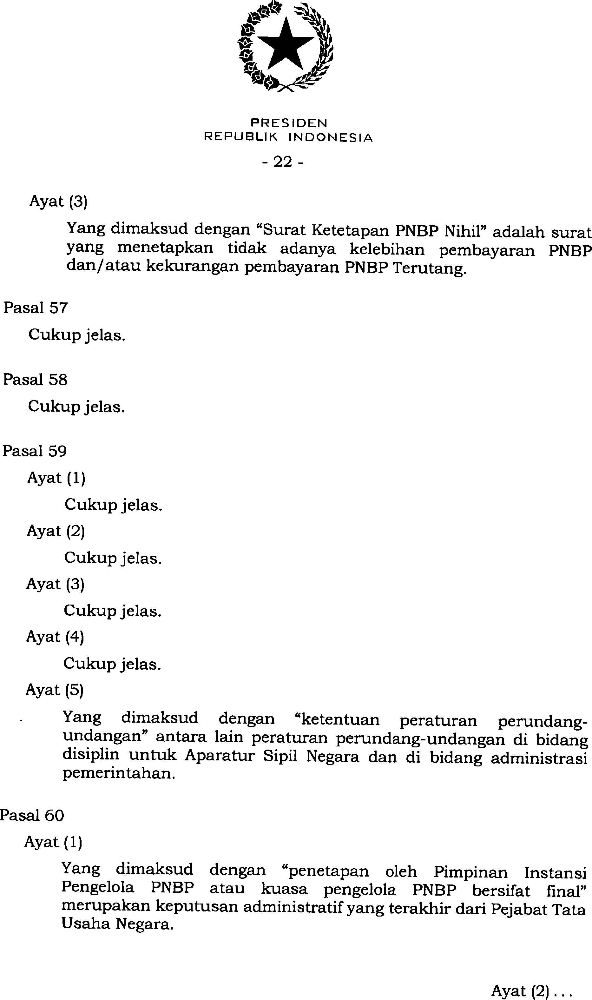 PRESIDEN
REPUBLIK INDONESIA
- 22 -
Ayat (3)
Yang dimaksud dengan “Surat Ketetapan PNBP Nihil” adalah surat
yang menetapkan tidak adanya kelebihan pembayaran PNBP
dan/atau kekurangan pembayaran PNBP Terutang.
Pasal 57
Cukup jelas.
Pasal 58
Cukup jelas.
Pasal 59
Ayat (1)
Cukup jelas.
Ayat (2)
Cukup jelas.
Ayat (3)
Cukup jelas.
Ayat (4)
Cukup jelas.
Ayat (5)
Yang dimaksud dengan “ketentuan peraturan perundang-
undangan” antara lain peraturan perundang-undangan di bidang
disiplin untuk Aparatur Sipil Negara dan di bidang administrasi
pemerintahan.
Pasal 60
Ayat (1)
Yang dimaksud dengan “penetapan oleh Pimpinan Instansi
Pengelola PNBP atau kuasa pengelola PNBP bersifat final”
merupakan keputusan administratif yang terakhir dari Pejabat Tata
Usaha Negara.
Ayat (2) . . .